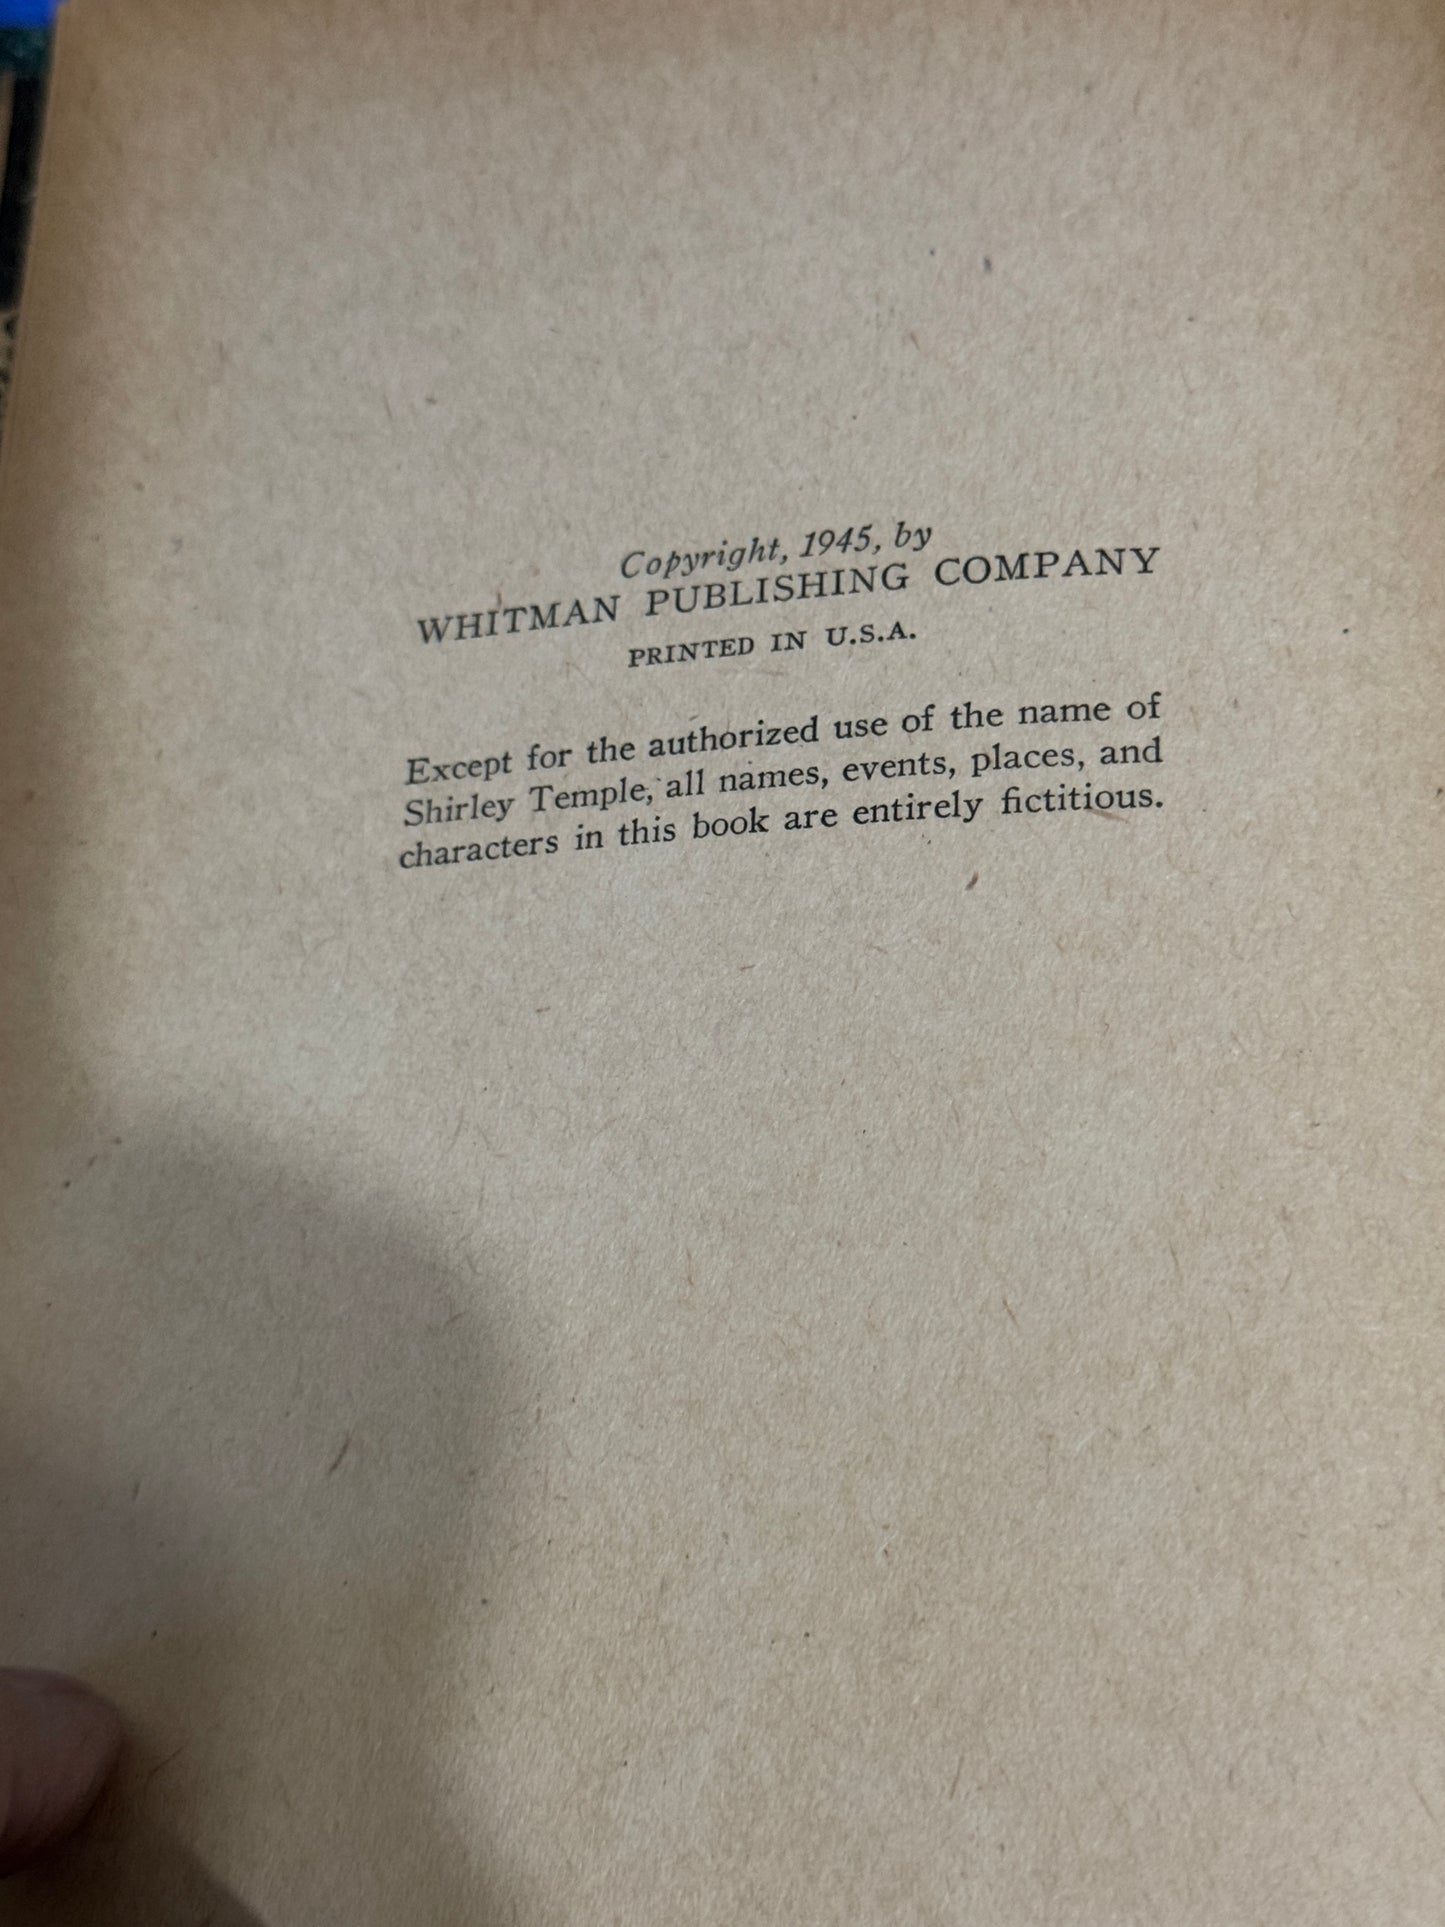 Copyright, 1945, by
WHITMAN PUBLISHING COMPANY
PRINTED IN U.S.A.
Except for the authorized use of the name of
Shirley Temple, all names, events, places, and
characters in this book are entirely fictitious.